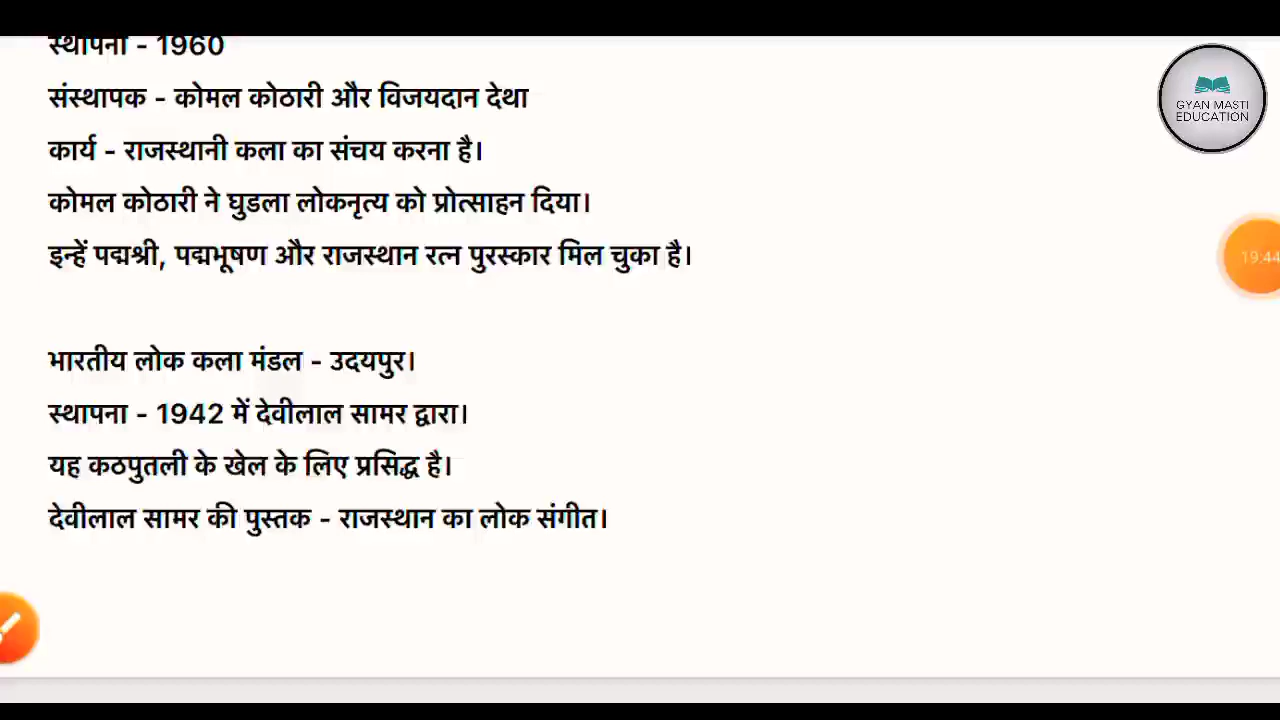 स्थापना - 1960
संस्थापक - कोमल कोठारी और विजयदान देथा
कार्य - राजस्थानी कला का संचय करना है।
कोमल कोठारी ने घुडला लोकनृत्य को प्रोत्साहन दिया।
इन्हें पद्मश्री, पद्मभूषण और राजस्थान रत्न पुरस्कार मिल चुका है।
भारतीय लोक कला मंडल - उदयपुर।
स्थापना - 1942 में देवीलाल सामर द्वारा।
यह कठपुतली के खेल के लिए प्रसिद्ध है।
देवीलाल सामर की पुस्तक - राजस्थान का लोक संगीत।
GYAN MASTI
EDUCATION
19:44